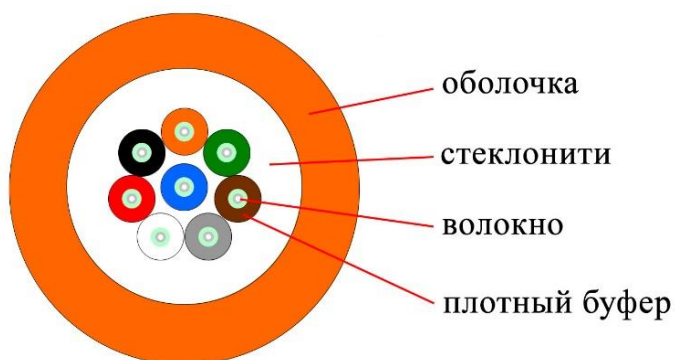 оболочка
стеклонити
волокно
плотный буфер